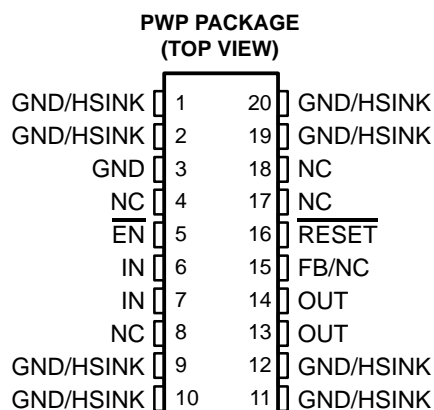 PWP PACKAGE
(TOP VIEW)
GND/HSINK 1 20 GND/HSINK
GND/HSINK 2 19 GND/HSINK
GND 3 18 NC
NC 4 17 NC
EN 5 16 RESET
IN 6 15 FB/NC
IN 7 14 OUT
NC 8 13 OUT
GND/HSINK 9 12 GND/HSINK
GND/HSINK 10 11 GND/HSINK